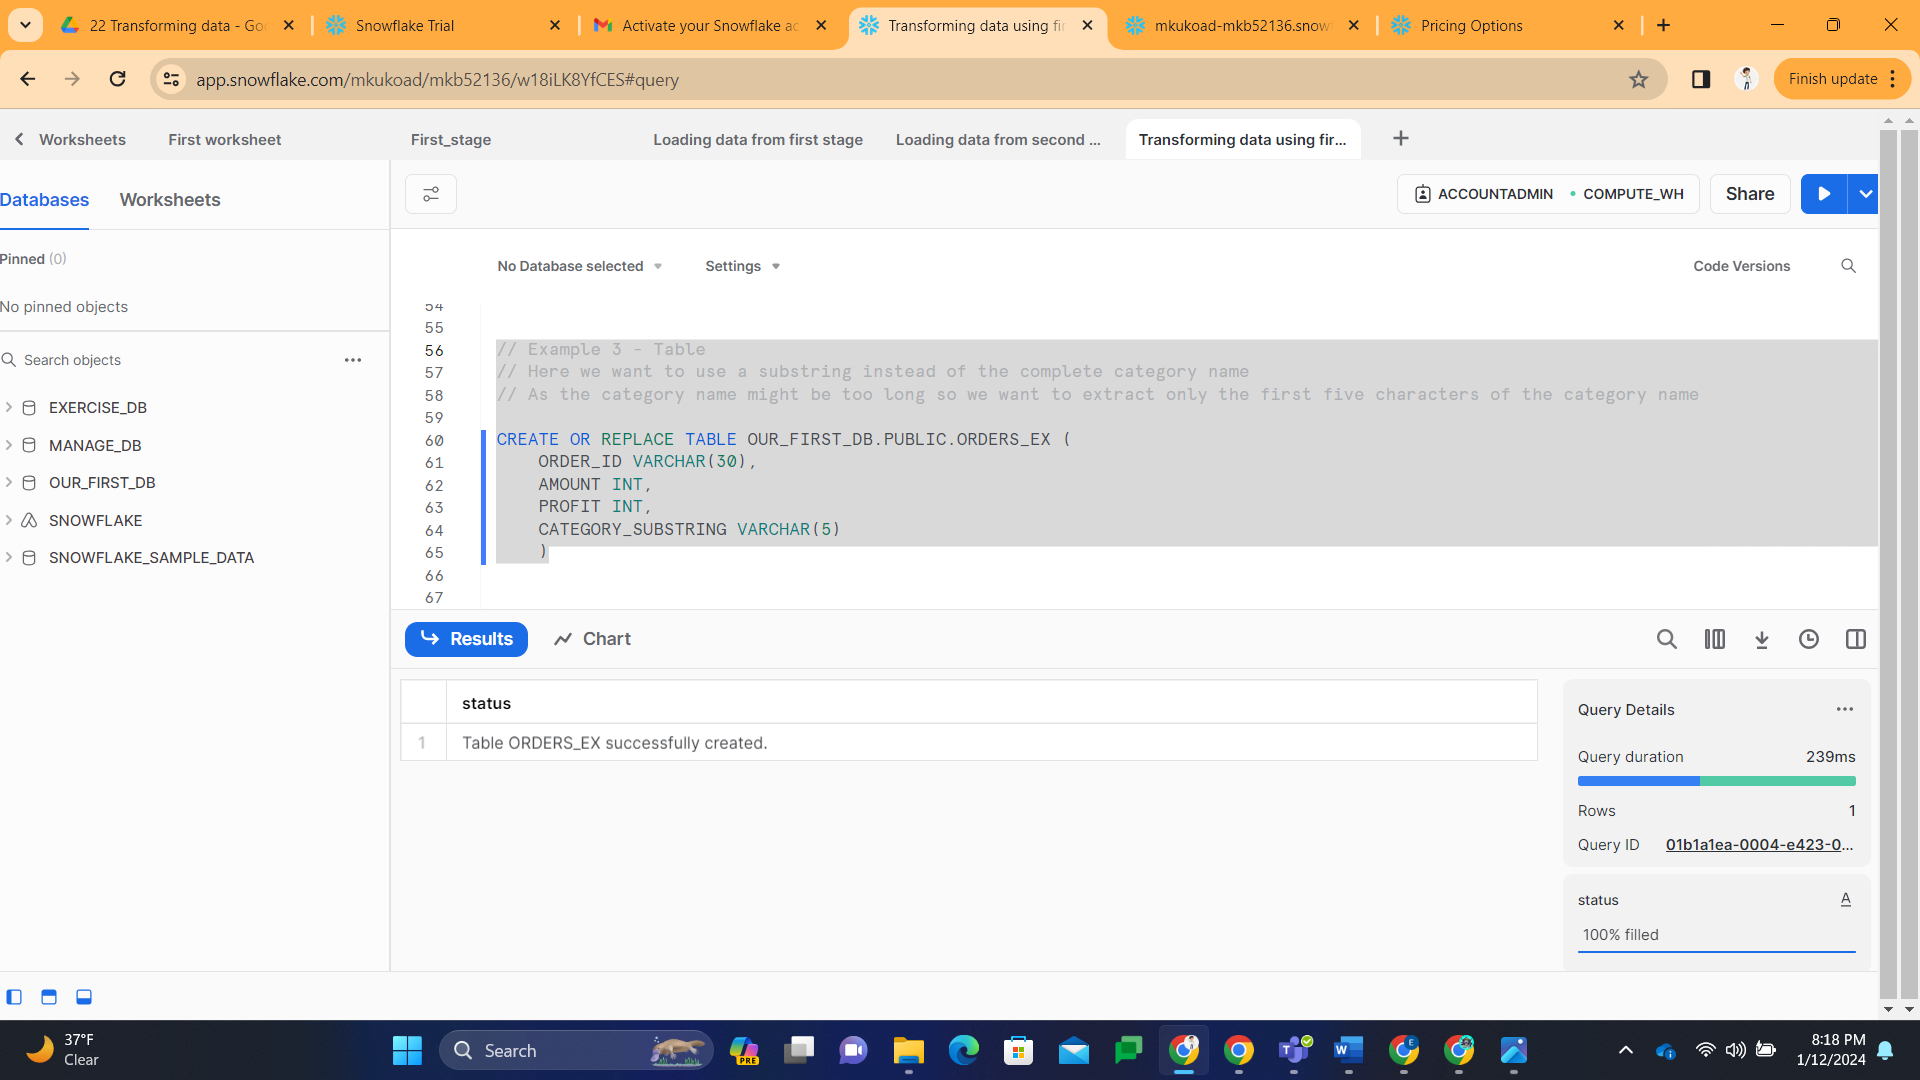 22 Transforming data - Go
Snowflake Trial
Activate your Snowflake ac
Transforming data using fir
mkukoad-mkb52136.snow
Pricing Options
app.snowflake.com/mkukoad/mkb52136/w18iLK8YfCES#query
Finish update
Worksheets
First worksheet
First_stage
Loading data from first stage
Loading data from second ...
Transforming data using fir...
Databases
Worksheets
ACCOUNTADMIN
COMPUTE_WH
Share
Pinned (0)
No pinned objects
Search objects
EXERCISE_DB
MANAGE_DB
OUR_FIRST_DB
SNOWFLAKE
SNOWFLAKE_SAMPLE_DATA
No Database selected
Settings
Code Versions
54
55
56 // Example 3 - Table
57 // Here we want to use a substring instead of the complete category name
58 // As the category name might be too long so we want to extract only the first five characters of the category name
59
60 CREATE OR REPLACE TABLE OUR_FIRST_DB.PUBLIC.ORDERS_EX (
61 ORDER_ID VARCHAR(30),
62 AMOUNT INT,
63 PROFIT INT,
64 CATEGORY_SUBSTRING VARCHAR(5)
65 )
66
67
Results
Chart
status
1 Table ORDERS_EX successfully created.
Query Details
Query duration 239ms
Rows 1
Query ID 01b1a1ea-0004-e423-0...
status A
100% filled
37°F
Clear
Search
PRE
8:18 PM
1/12/2024